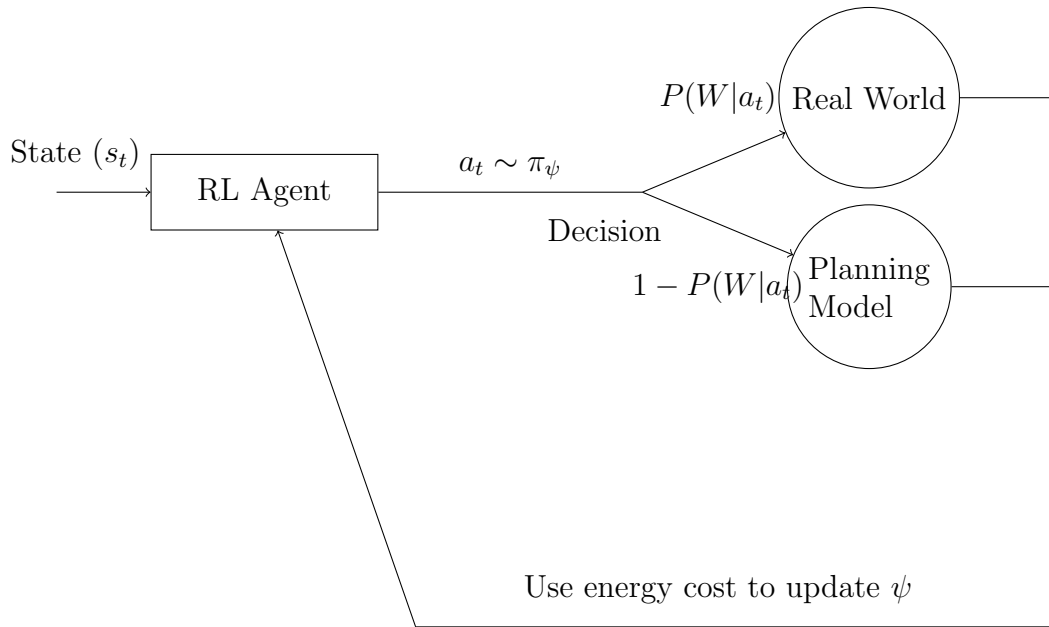 P(W|a_t)
Real World
State (s_t)
RL Agent
a_t ∼ π_ψ
Decision
1 − P(W|a_t)
Planning
Model
Use energy cost to update ψ